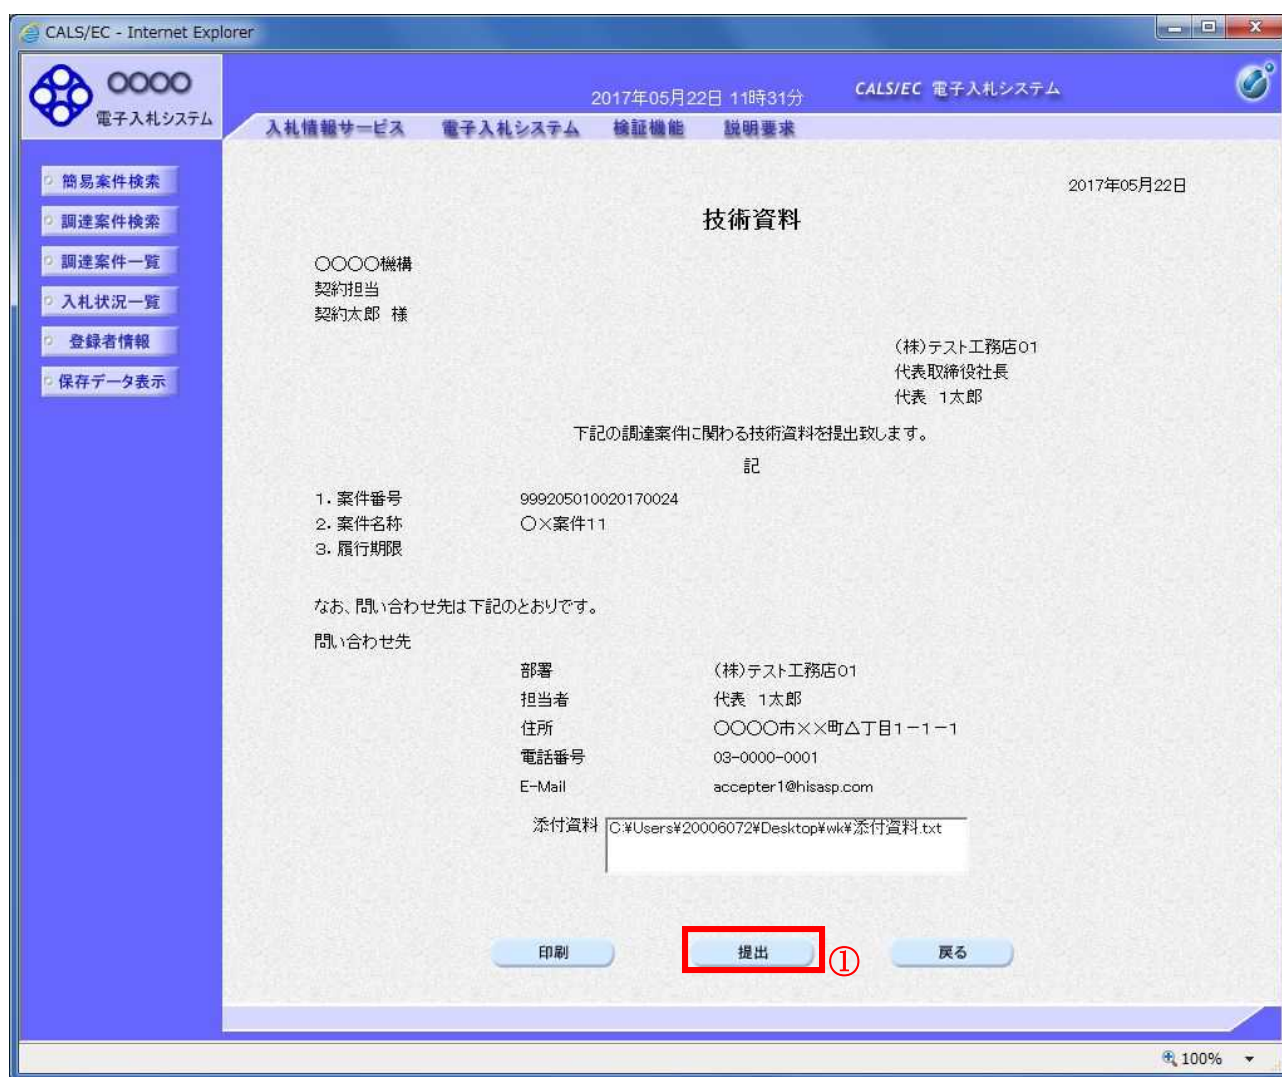 CALS/EC - Internet Explorer
〇〇〇〇
電子入札システム
2017年05月22日 11時31分
CALS/EC 電子入札システム
入札情報サービス 電子入札システム 検証機能 説明要求
簡易案件検索
調達案件検索
調達案件一覧
入札状況一覧
登録者情報
保存データ表示
2017年05月22日
技術資料
〇〇〇〇機構
契約担当
契約太郎 様
(株)テスト工務店01
代表取締役社長
代表 1太郎
下記の調達案件に関わる技術資料を提出致します。
記
1.案件番号 999205010020170024
2.案件名称 〇×案件11
3.履行期限
なお、問い合わせ先は下記のとおりです。
問い合わせ先
部署 (株)テスト工務店01
担当者 代表 1太郎
住所 〇〇〇〇市××町△丁目1-1-1
電話番号 03-0000-0001
E-Mail accepter1@hisasp.com
添付資料 C:¥Users¥20006072¥Desktop¥wk¥添付資料.txt
印刷 提出 ① 戻る
100%